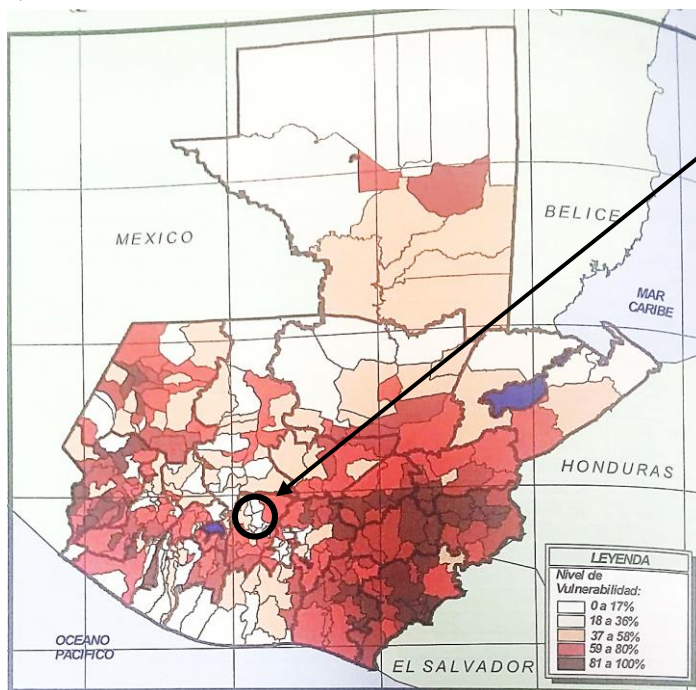 MEXICO
BELICE
MAR
CARIBE
HONDURAS
OCEANO
PACIFICO
EL SALVADOR
LEYENDA
Nivel de
Vulnerabilidad:
0 a 17%
18 a 36%
37 a 58%
59 a 80%
81 a 100%